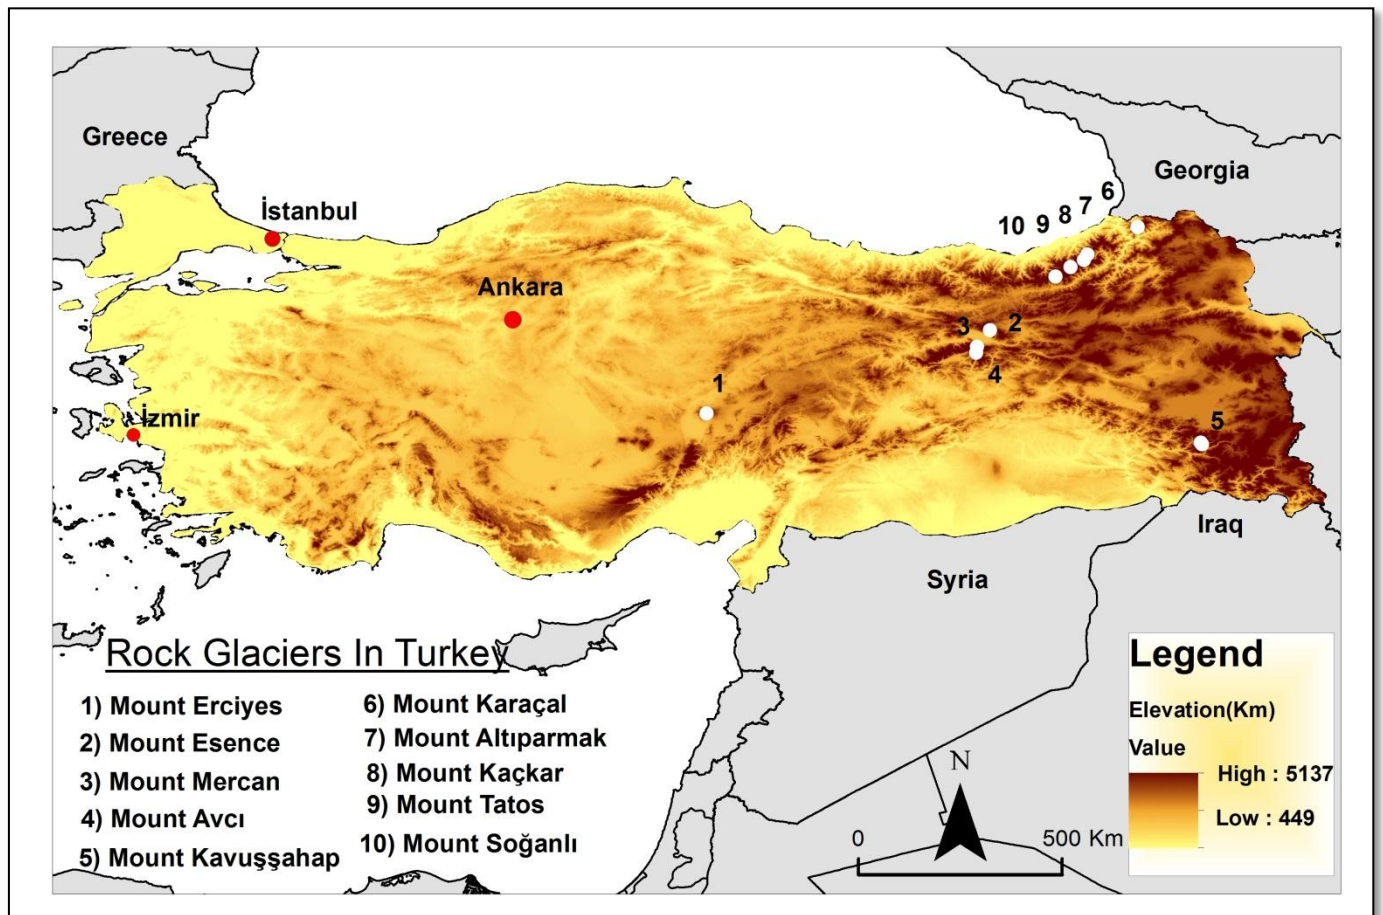 Greece
Georgia
İstanbul
6
7
8
9
10
Ankara
3
2
4
1
İzmir
5
Iraq
Syria
Rock Glaciers In Turkey
1) Mount Erciyes
2) Mount Esence
3) Mount Mercan
4) Mount Avcı
5) Mount Kavuşşahap
6) Mount Karaçal
7) Mount Altıparmak
8) Mount Kaçkar
9) Mount Tatos
10) Mount Soğanlı
N
0 500 Km
Legend
Elevation(Km)
Value
High : 5137
Low : 449